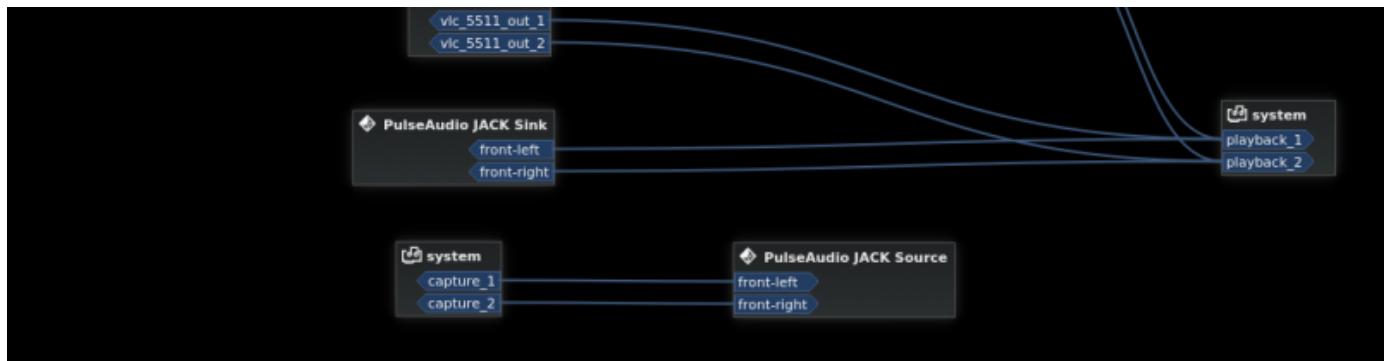 vlc_5511_out_1
vlc_5511_out_2
PulseAudio JACK Sink
front-left
front-right
system
playback_1
playback_2
system
capture_1
capture_2
PulseAudio JACK Source
front-left
front-right